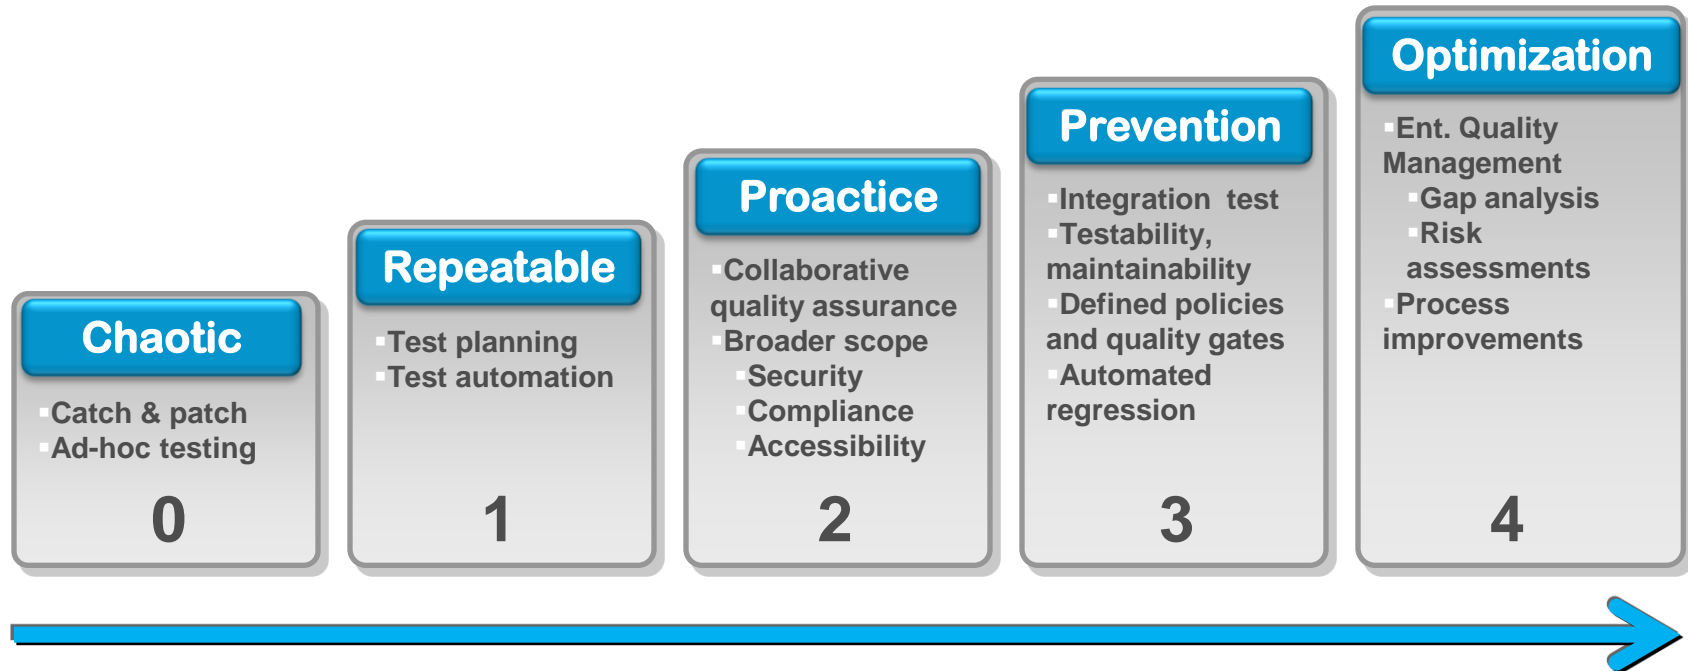 Chaotic
Catch & patch
Ad-hoc testing
0
Repeatable
Test planning
Test automation
1
Proactice
Collaborative
quality assurance
Broader scope
Security
Compliance
Accessibility
2
Prevention
Integration test
Testability,
maintainability
Defined policies
and quality gates
Automated
regression
3
Optimization
Ent. Quality
Management
Gap analysis
Risk
assessments
Process
improvements
4